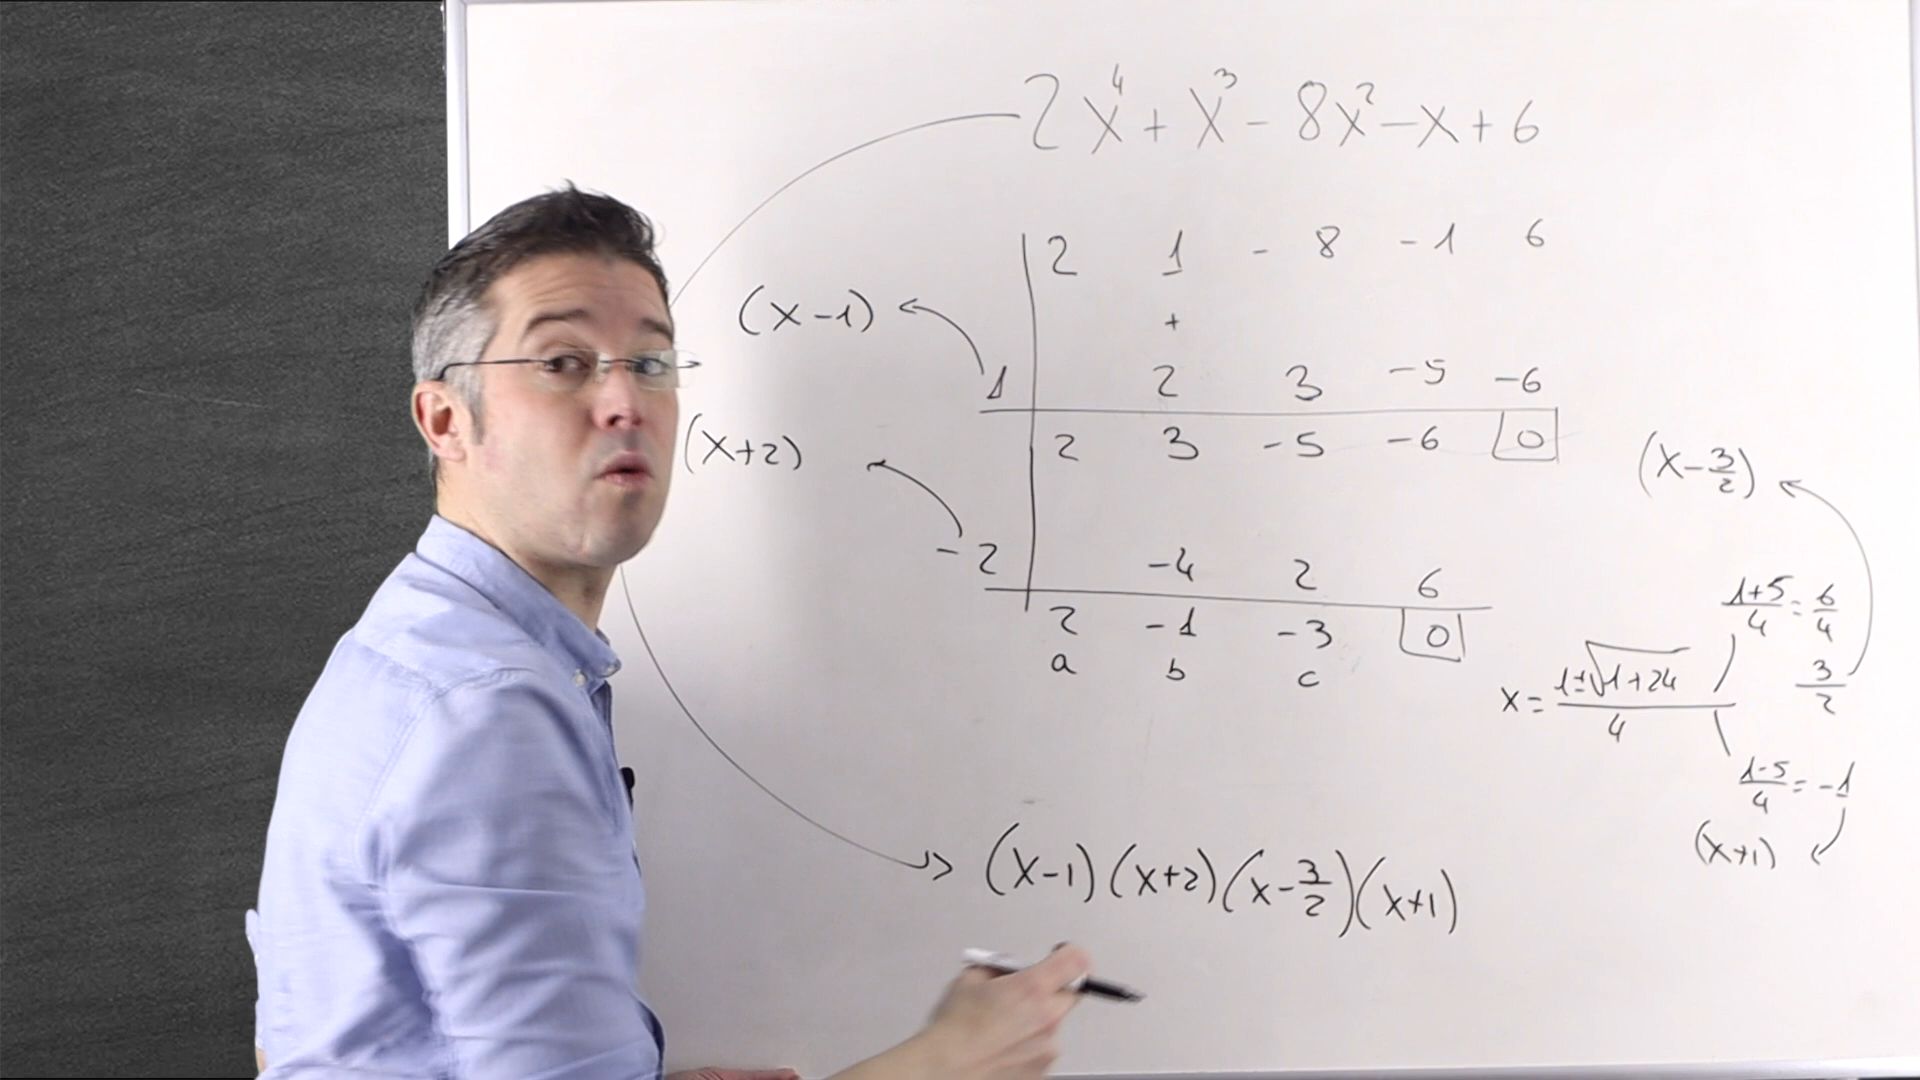 2x⁴ + x³ - 8x² - x + 6
2 1 - 8 - 1 6
+
(x - 1)
1 2 3 - 5 - 6
2 3 - 5 - 6 0
(x + 2)
- 2 - 4 2 6
2 - 1 - 3 0
a b c
(x - 3/2)
1+5/4 = 6/4
3/2
x = 1±√1+24/4
1-5/4 = -1
(x+1)
(x-1)(x+2)(x-3/2)(x+1)